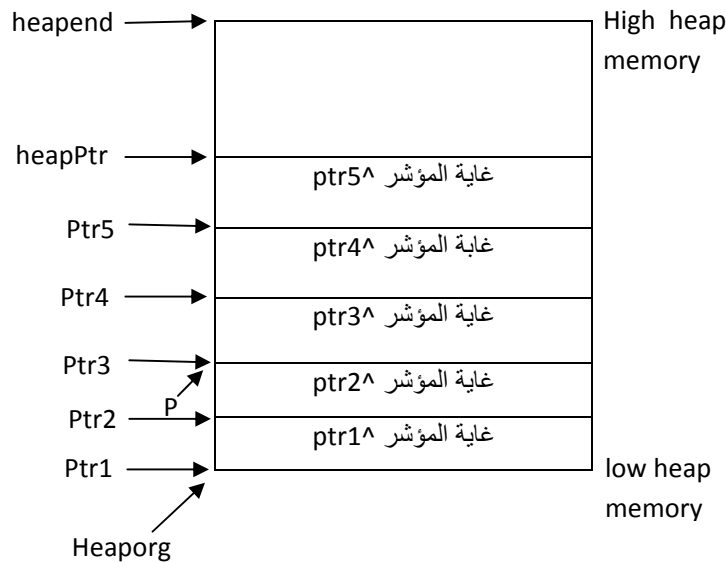 heapend
High heap
memory
heapPtr
غاية المؤشر ptr5^
Ptr5
غابة المؤشر ptr4^
Ptr4
غاية المؤشر ptr3^
Ptr3
غاية المؤشر ptr2^
P
Ptr2
غاية المؤشر ptr1^
Ptr1
low heap
memory
Heaporg